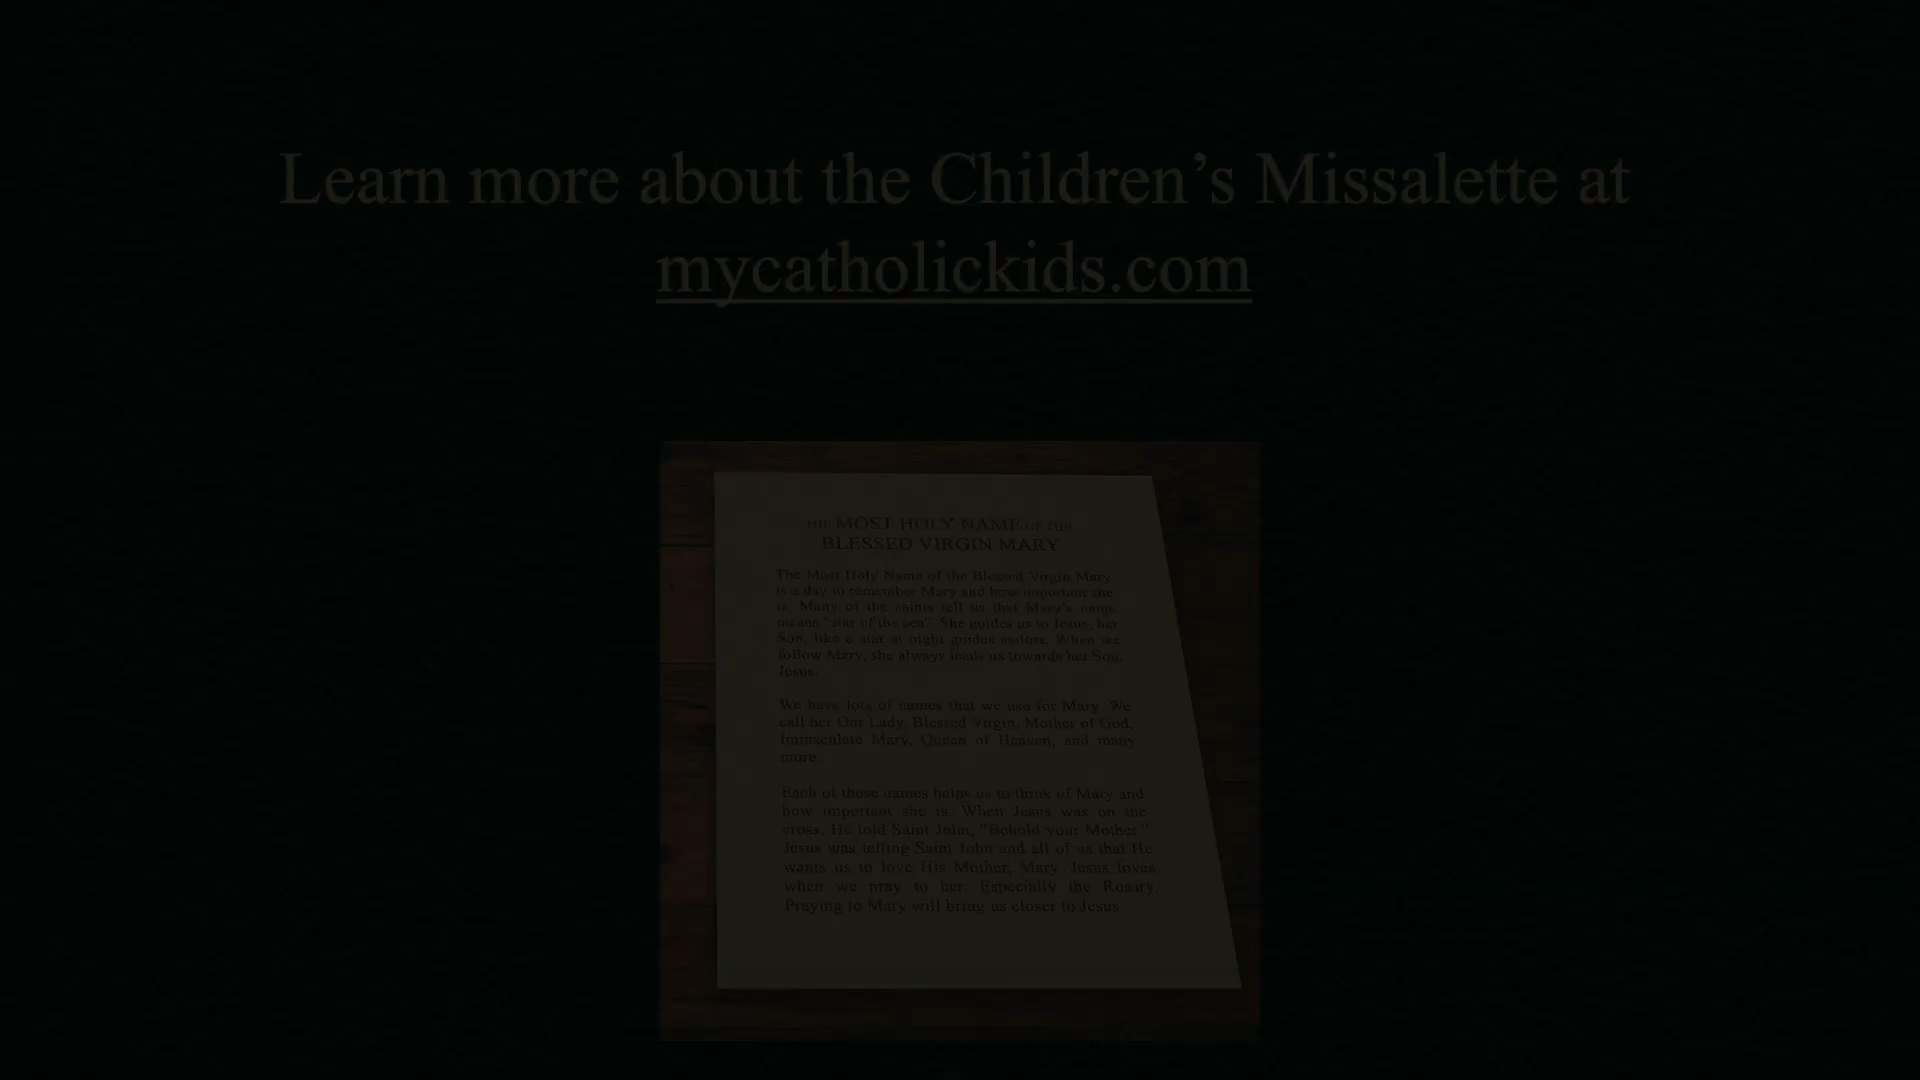 Learn more about the Children’s Missalette at
mycatholickids.com
THE MOST HOLY NAME OF THE
BLESSED VIRGIN MARY
The Most Holy Name of the Blessed Virgin Mary
is a day to remember Mary and how important she
is. Many of the saints tell us that Mary's name
means "star of the sea". She guides us to Jesus, her
Son, like a star at night guides sailors. When we
follow Mary, she always leads us towards her Son,
Jesus.
We have lots of names that we use for Mary. We
call her Our Lady, Blessed Virgin, Mother of God,
Immaculate Mary, Queen of Heaven, and many
more.
Each of these names helps us to think of Mary and
how important she is. When Jesus was on the
cross, He told Saint John, "Behold your Mother."
Jesus was telling Saint John and all of us that He
wants us to love His Mother, Mary. Jesus loves
when we pray to her. Especially the Rosary.
Praying to Mary will bring us closer to Jesus.